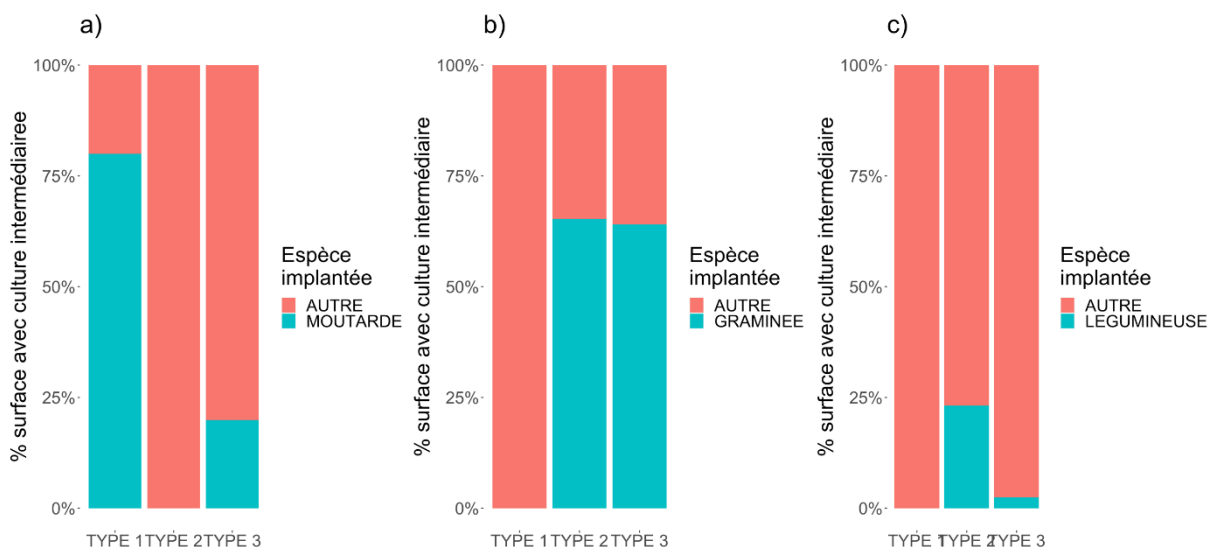 a)
% surface avec culture intermédiairee
100%
75%
50%
25%
0%
TYPE 1 TYPE 2 TYPE 3
Espèce
implantée
AUTRE
MOUTARDE
b)
% surface avec culture intermédiaire
100%
75%
50%
25%
0%
TYPE 1 TYPE 2 TYPE 3
Espèce
implantée
AUTRE
GRAMINEE
c)
% surface avec culture intermédiaire
100%
75%
50%
25%
0%
TYPE 1 TYPE 2 TYPE 3
Espèce
implantée
AUTRE
LEGUMINEUSE